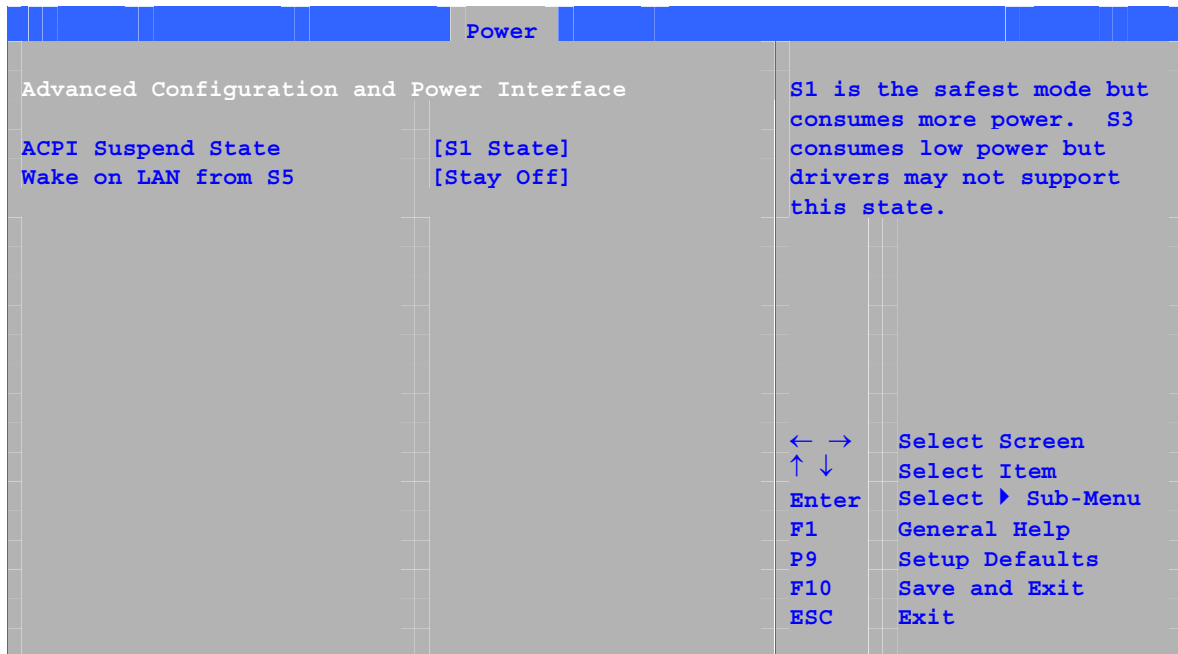 Power
Advanced Configuration and Power Interface
ACPI Suspend State [S1 State]
Wake on LAN from S5 [Stay Off]
S1 is the safest mode but
consumes more power. S3
consumes low power but
drivers may not support
this state.
← → Select Screen
↑ ↓ Select Item
Enter Select ▶ Sub-Menu
F1 General Help
P9 Setup Defaults
F10 Save and Exit
ESC Exit